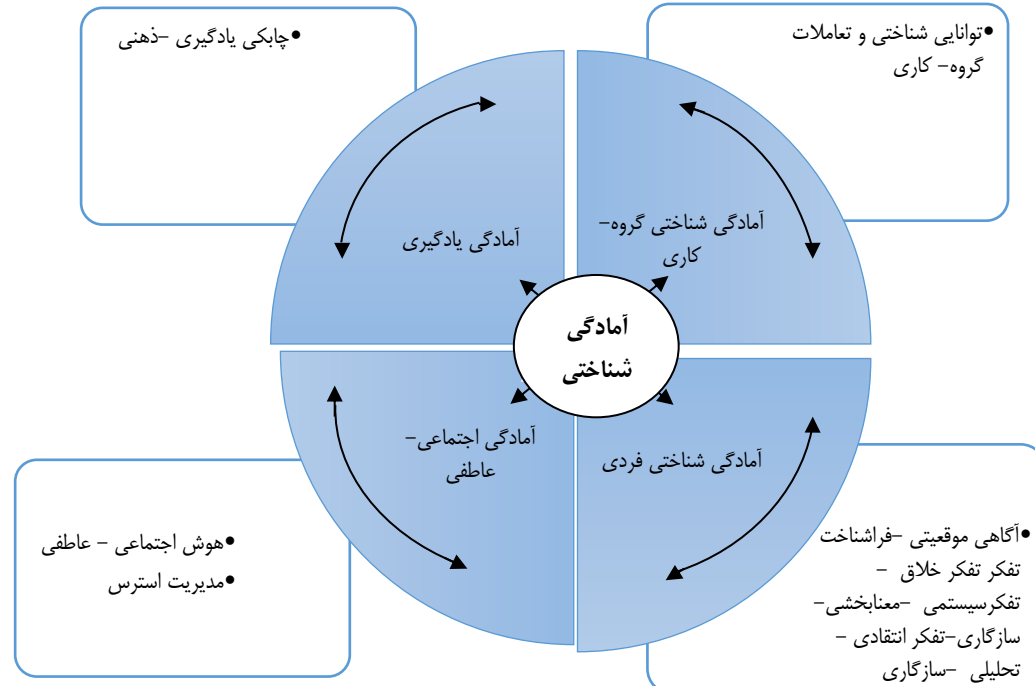 •توانایی شناختی و تعاملات
گروه- کاری
•چابکی یادگیری -ذهنی
آمادگی شناختی گروه-
کاری
آمادگی یادگیری
آمادگی
شناختی
آمادگی شناختی فردی
آمادگی اجتماعی-
عاطفی
•آگاهی موقعیتی -فراشناخت
تفکر تفکر خلاق -
تفکرسیستمی -معنابخشی-
سازگاری-تفکر انتقادی -
تحلیلی -سازگاری
•هوش اجتماعی - عاطفی
•مدیریت استرس